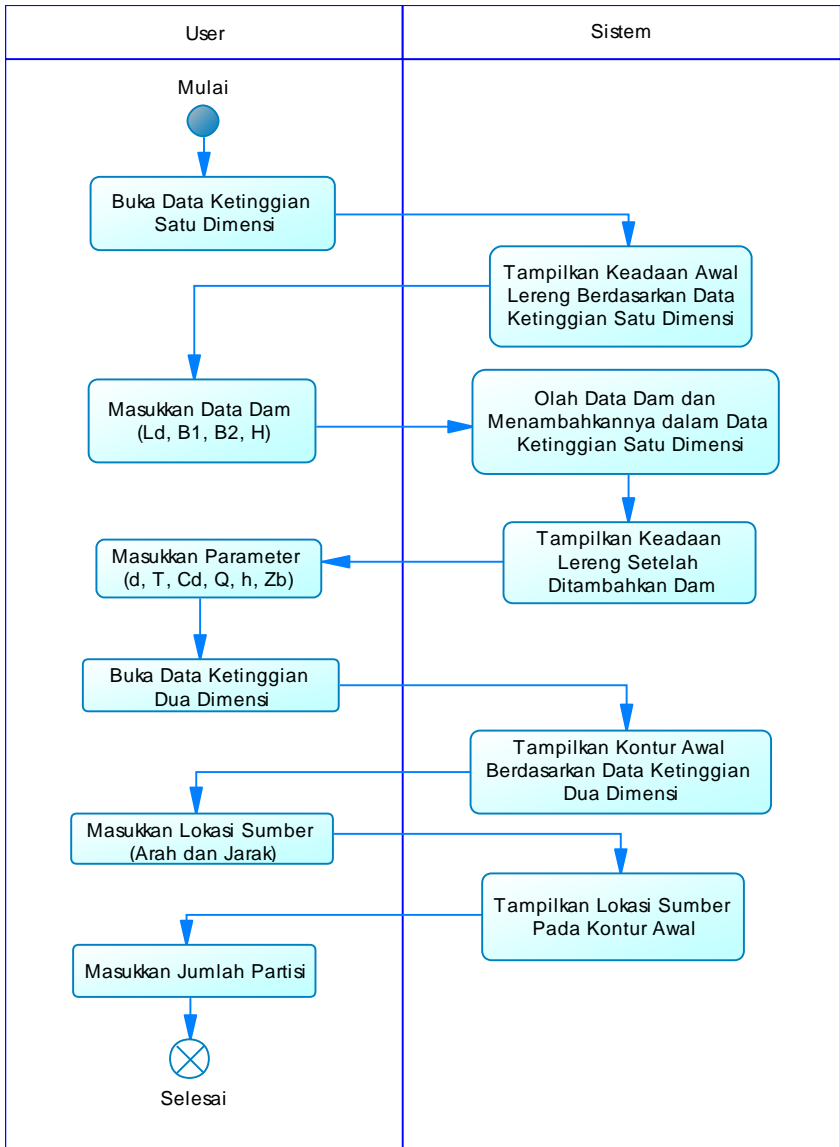 User
Sistem
Mulai
Buka Data Ketinggian
Satu Dimensi
Tampilkan Keadaan Awal
Lereng Berdasarkan Data
Ketinggian Satu Dimensi
Masukkan Data Dam
(Ld, B1, B2, H)
Olah Data Dam dan
Menambahkannya dalam Data
Ketinggian Satu Dimensi
Tampilkan Keadaan
Lereng Setelah
Ditambahkan Dam
Masukkan Parameter
(d, T, Cd, Q, h, Zb)
Buka Data Ketinggian
Dua Dimensi
Tampilkan Kontur Awal
Berdasarkan Data Ketinggian
Dua Dimensi
Masukkan Lokasi Sumber
(Arah dan Jarak)
Tampilkan Lokasi Sumber
Pada Kontur Awal
Masukkan Jumlah Partisi
Selesai